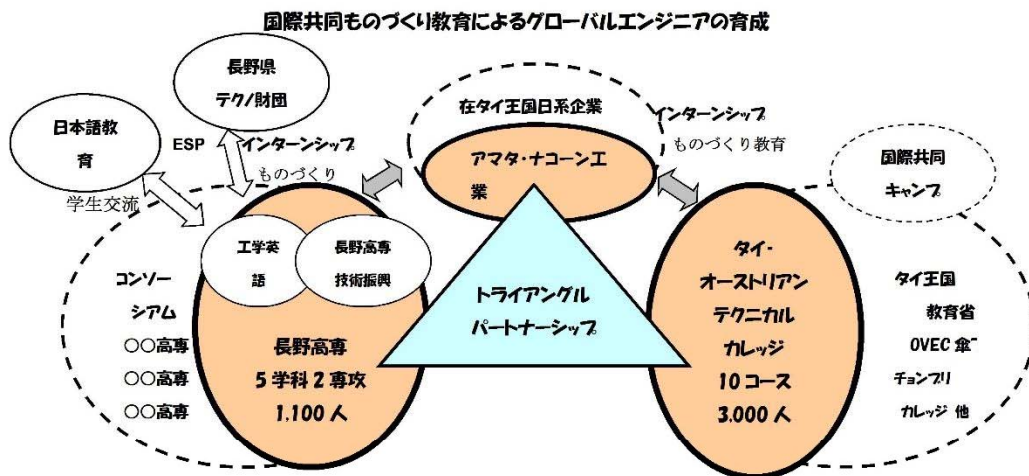 国際共同ものづくり教育によるグローバルエンジニアの育成
長野県
テクノ財団
日本語教
育
ESP
インターンシップ
ものづくり
学生交流
在タイ王国日系企業
アマタ・ナコーン工
業
インターンシップ
ものづくり教育
国際共同
キャンプ
工学英
語
長野高専
技術振興
コンソー
シアム
〇〇高専
〇〇高専
〇〇高専
長野高専
5学科2専攻
1,100人
トライアングル
パートナーシップ
タイ-
オーストリアン
テクニカル
カレッジ
10コース
3,000人
タイ王国
教育省
OVEC傘
チョンブリ
カレッジ他